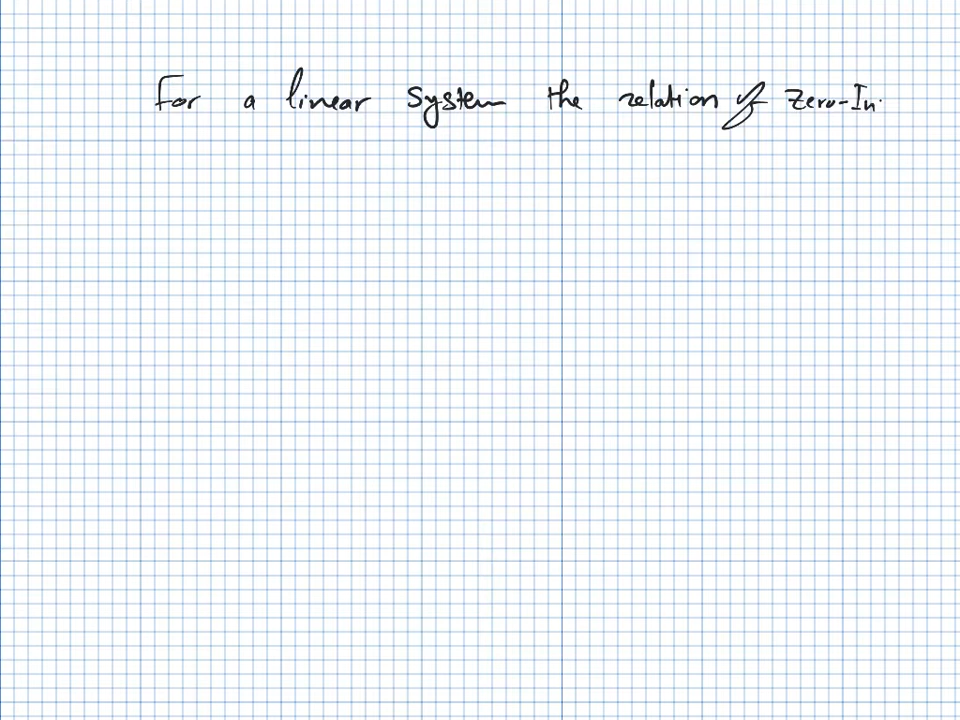 For a linear system the relation of Zero-In